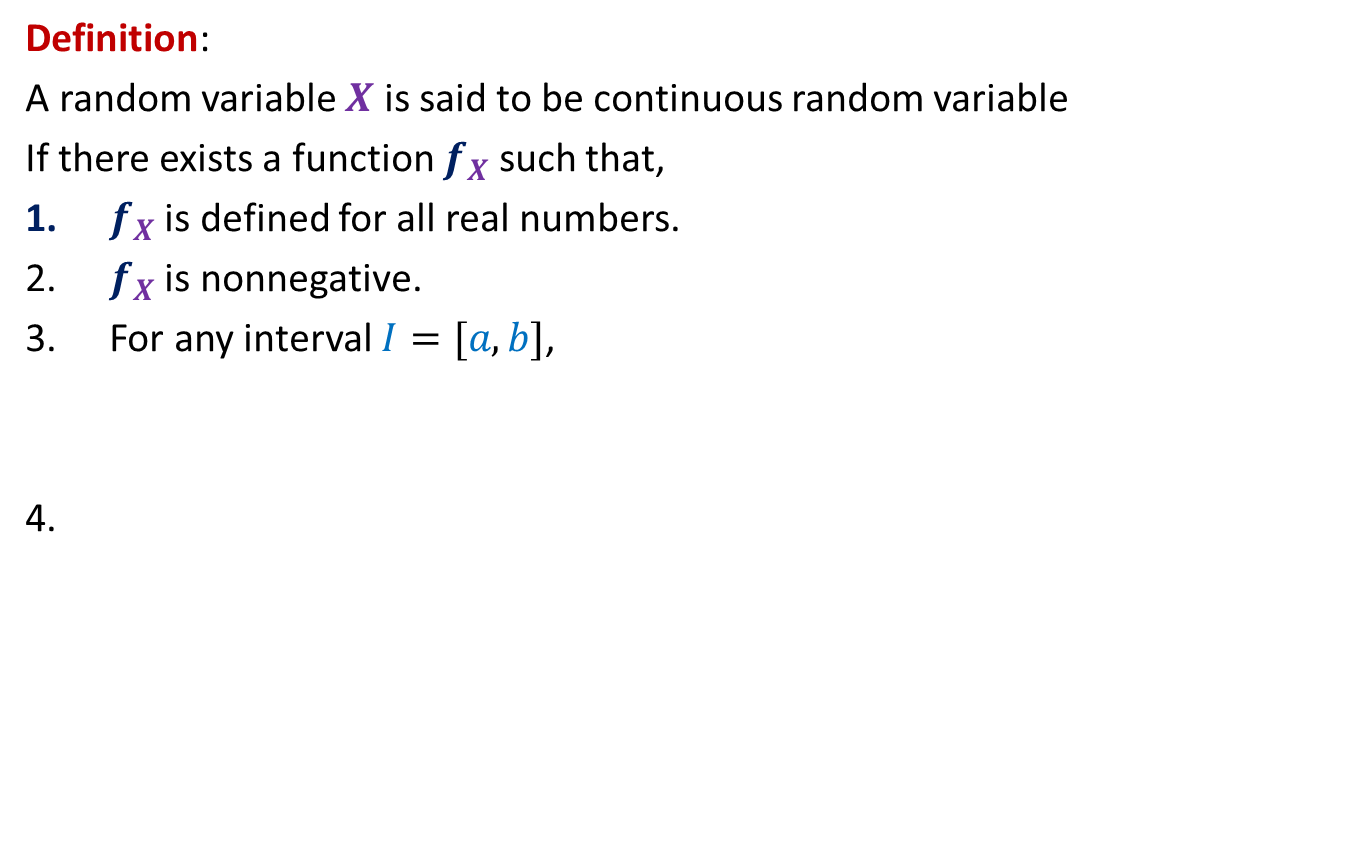 Definition:
A random variable X is said to be continuous random variable
If there exists a function f_X such that,
1. f_X is defined for all real numbers.
2. f_X is nonnegative.
3. For any interval I = [a, b],
4.